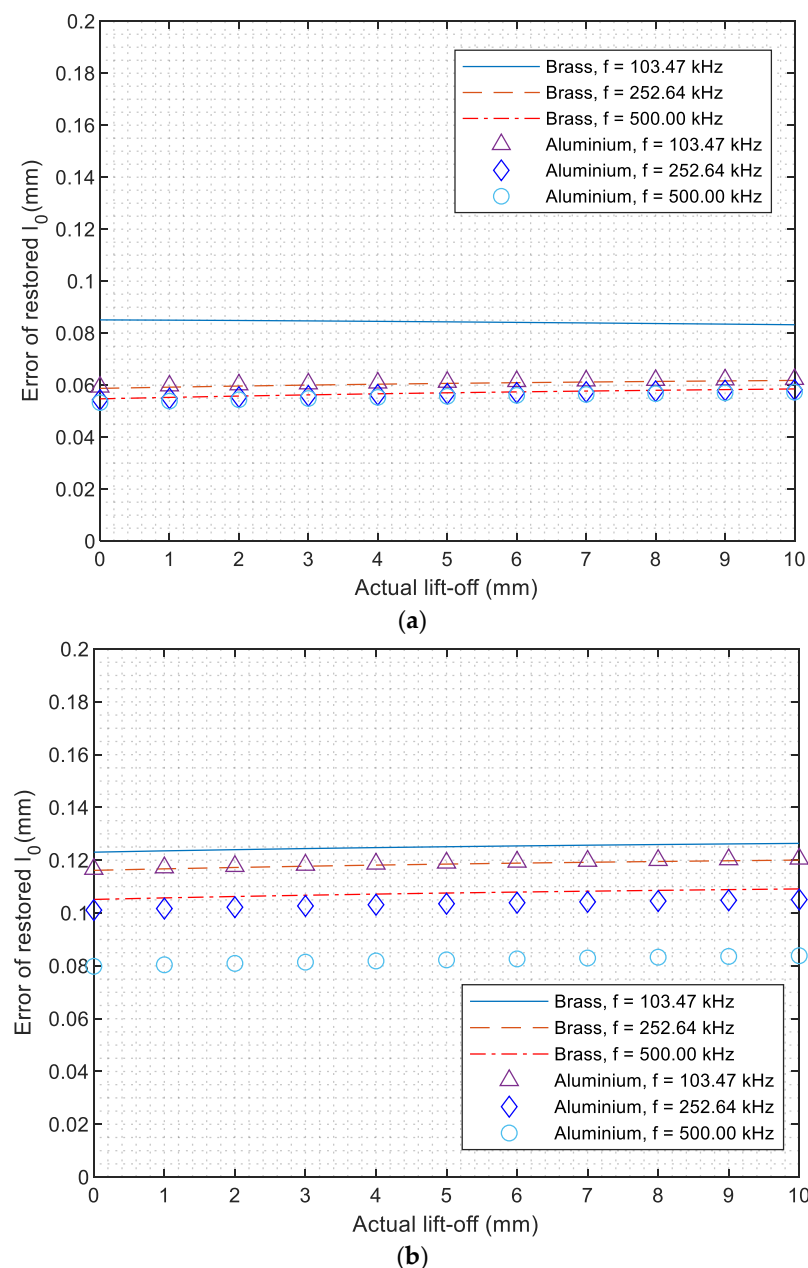 0.2
0.18
0.16
0.14
0.12
0.1
0.08
0.06
0.04
0.02
0
Error of restored l0(mm)
Brass, f = 103.47 kHz
Brass, f = 252.64 kHz
Brass, f = 500.00 kHz
Aluminium, f = 103.47 kHz
Aluminium, f = 252.64 kHz
Aluminium, f = 500.00 kHz
0 1 2 3 4 5 6 7 8 9 10
Actual lift-off (mm)
(a)
0.2
0.18
0.16
0.14
0.12
0.1
0.08
0.06
0.04
0.02
0
Error of restored l0(mm)
Brass, f = 103.47 kHz
Brass, f = 252.64 kHz
Brass, f = 500.00 kHz
Aluminium, f = 103.47 kHz
Aluminium, f = 252.64 kHz
Aluminium, f = 500.00 kHz
0 1 2 3 4 5 6 7 8 9 10
Actual lift-off (mm)
(b)